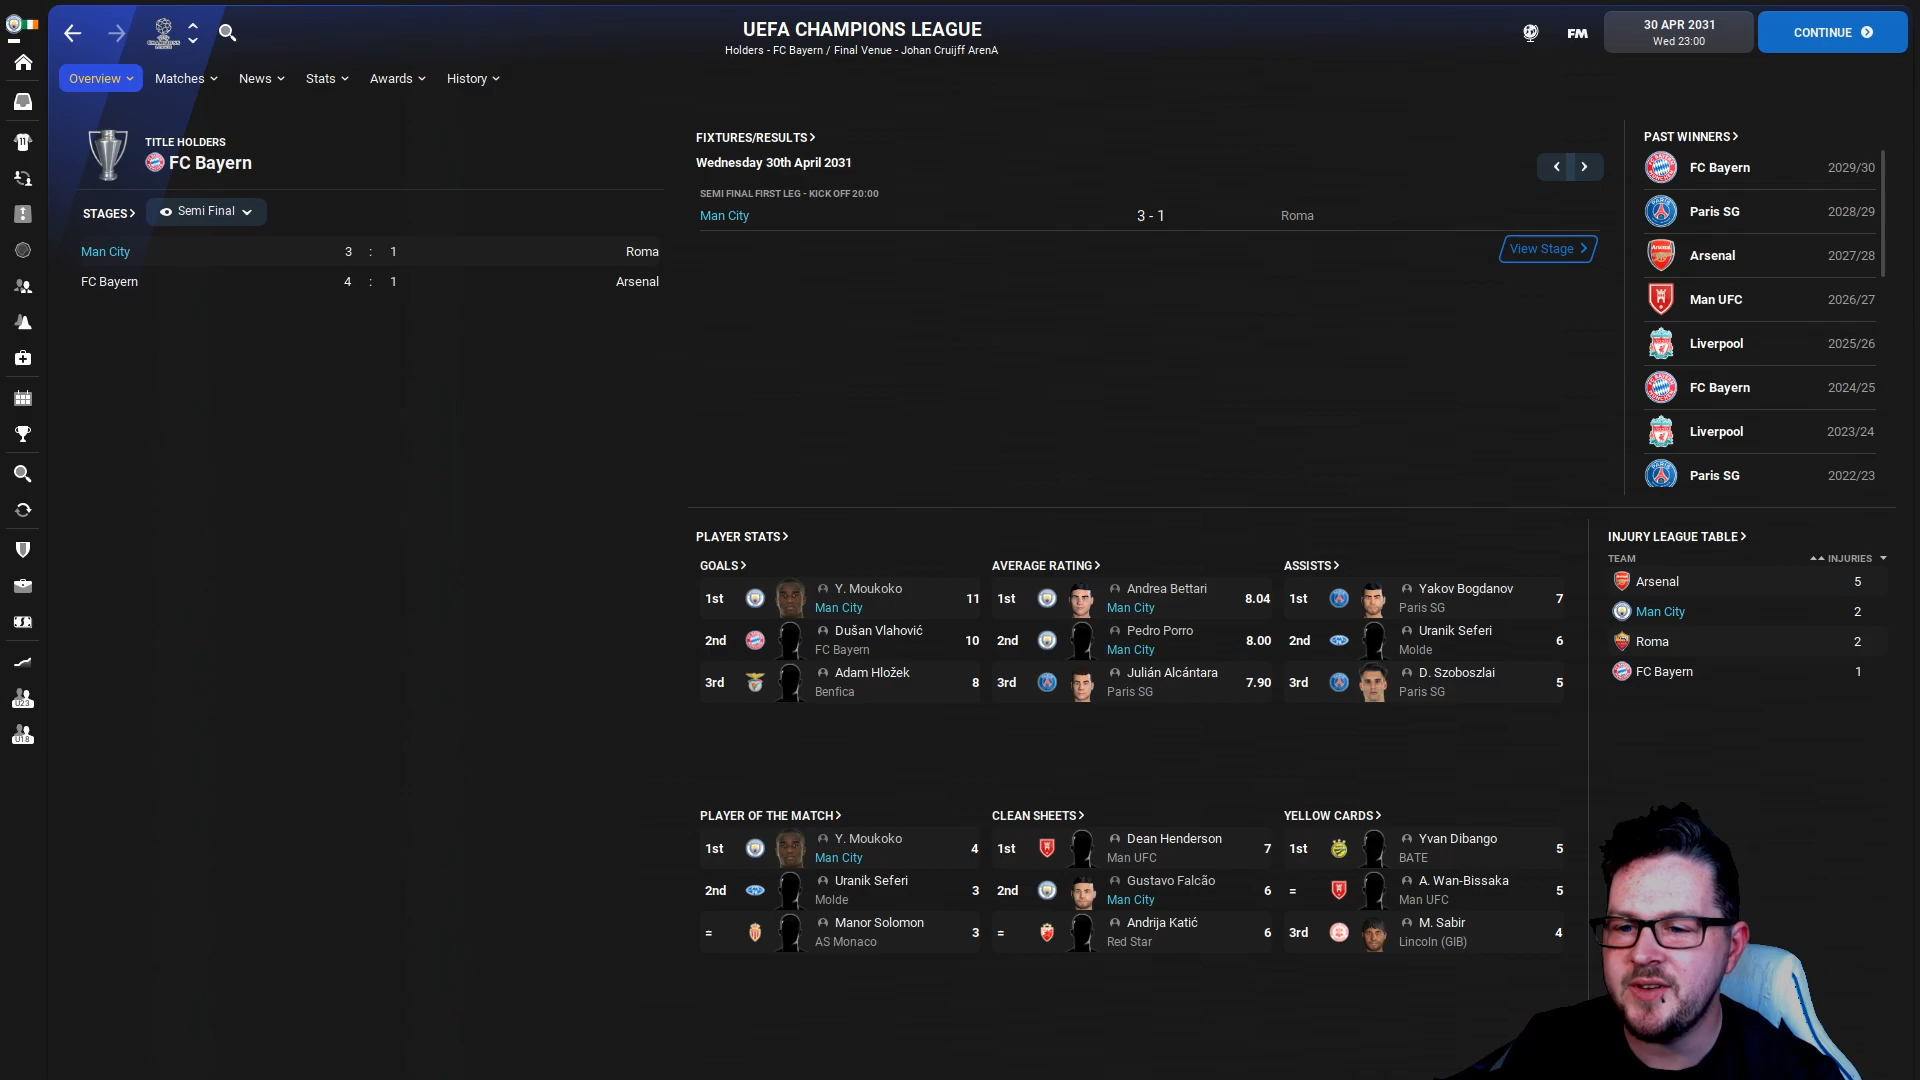 UEFA CHAMPIONS LEAGUE
Holders - FC Bayern / Final Venue - Johan Cruijff ArenA
FM
30 APR 2031
Wed 23:00
CONTINUE
Overview
Matches
News
Stats
Awards
History
TITLE HOLDERS
FC Bayern
STAGES
Semi Final
Man City 3 : 1 Roma
FC Bayern 4 : 1 Arsenal
FIXTURES/RESULTS
Wednesday 30th April 2031
SEMI FINAL FIRST LEG - KICK OFF 20:00
Man City 3 - 1 Roma
View Stage
PAST WINNERS
FC Bayern 2029/30
Paris SG 2028/29
Arsenal 2027/28
Man UFC 2026/27
Liverpool 2025/26
FC Bayern 2024/25
Liverpool 2023/24
Paris SG 2022/23
PLAYER STATS
GOALS
1st Y. Moukoko 11
Man City
2nd Dušan Vlahović 10
FC Bayern
3rd Adam Hložek 8
Benfica
AVERAGE RATING
1st Andrea Bettari 8.04
Man City
2nd Pedro Porro 8.00
Man City
3rd Julián Alcántara 7.90
Paris SG
ASSISTS
1st Yakov Bogdanov 7
Paris SG
2nd Uranik Seferi 6
Molde
3rd D. Szoboszlai 5
Paris SG
INJURY LEAGUE TABLE
TEAM INJURIES
Arsenal 5
Man City 2
Roma 2
FC Bayern 1
PLAYER OF THE MATCH
1st Y. Moukoko 4
Man City
2nd Uranik Seferi 3
Molde
= Manor Solomon 3
AS Monaco
CLEAN SHEETS
1st Dean Henderson 7
Man UFC
2nd Gustavo Falcão 6
Man City
= Andrija Katić 6
Red Star
YELLOW CARDS
1st Yvan Dibango 5
BATE
= A. Wan-Bissaka 5
Man UFC
3rd M. Sabir 4
Lincoln (GIB)
U23
U18